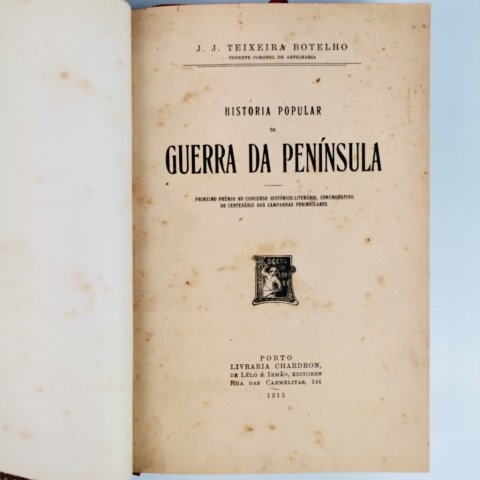 J. J. TEIXEIRA BOTELHO
TENENTE CORONEL DE ARTILHARIA
HISTORIA POPULAR
DA
GUERRA DA PENÍNSULA
PRIMEIRO PRÉMIO NO CONCURSO HISTÓRICO-LITERÁRIO, COMEMORATIVO
DO CENTENÁRIO DAS CAMPANHAS PENINSULARES
PORTO
LIVRARIA CHARDRON,
DE LÉLO & IRMÃO, EDITORES
RUA DAS CARMELITAS, 144
1915